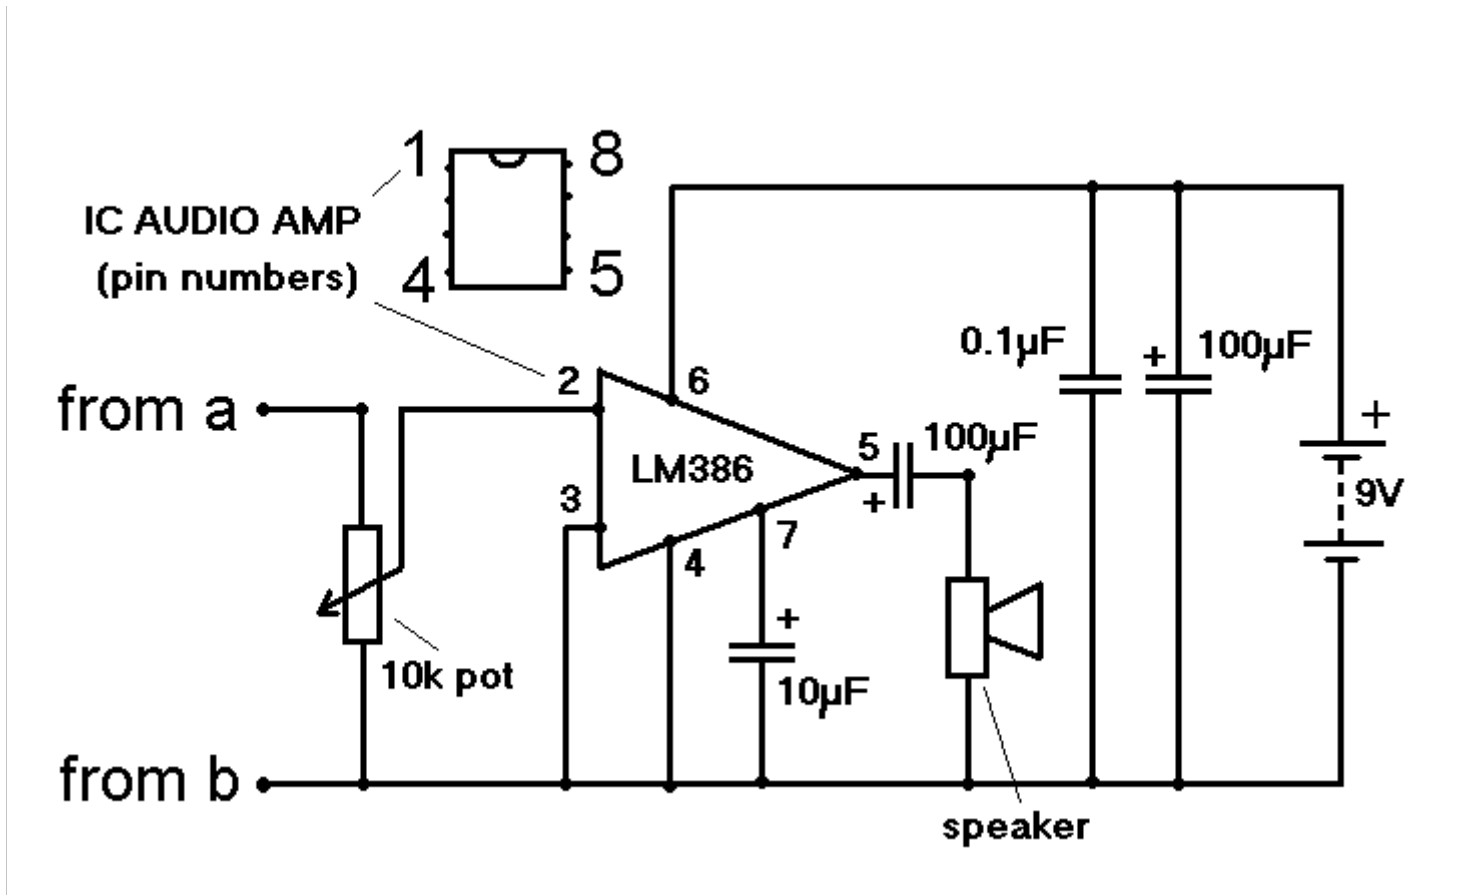 1 8
IC AUDIO AMP
(pin numbers)
4 5
0.1µF
+ 100µF
2 6
from a
+
5 100µF
LM386
9V
3
+
7
4
+
10k pot
10µF
from b
speaker